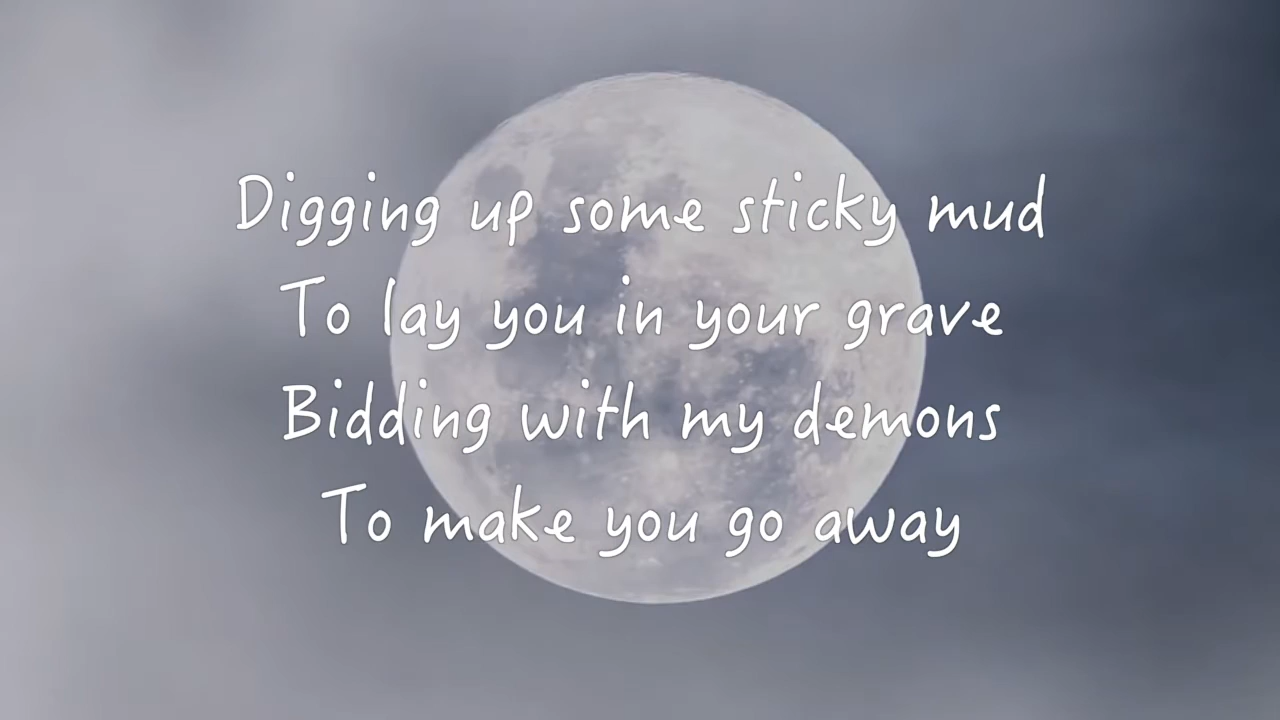 Digging up some sticky mud
To lay you in your grave
Bidding with my demons
To make you go away